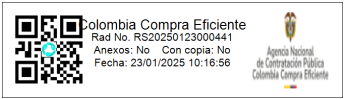 Colombia Compra Eficiente
Rad No. RS20250123000441
Anexos: No Con copia: No
Fecha: 23/01/2025 10:16:56
Agencia Nacional
de Contratación Pública
Colombia Compra Eficiente